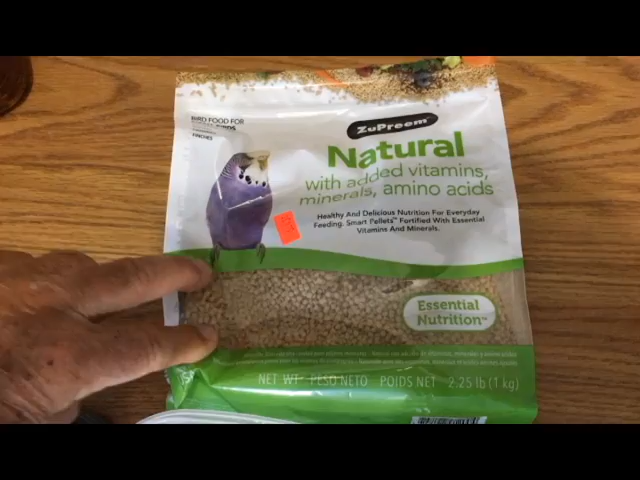 BIRD FOOD FOR
FINCHES
ZuPreem™
Natural
with added vitamins,
minerals, amino acids
Healthy And Delicious Nutrition For Everyday
Feeding. Smart Pellets™ Fortified With Essential
Vitamins And Minerals.
Essential
Nutrition™
NET WT PESO NETO POIDS NET 2.25 lb (1 kg)